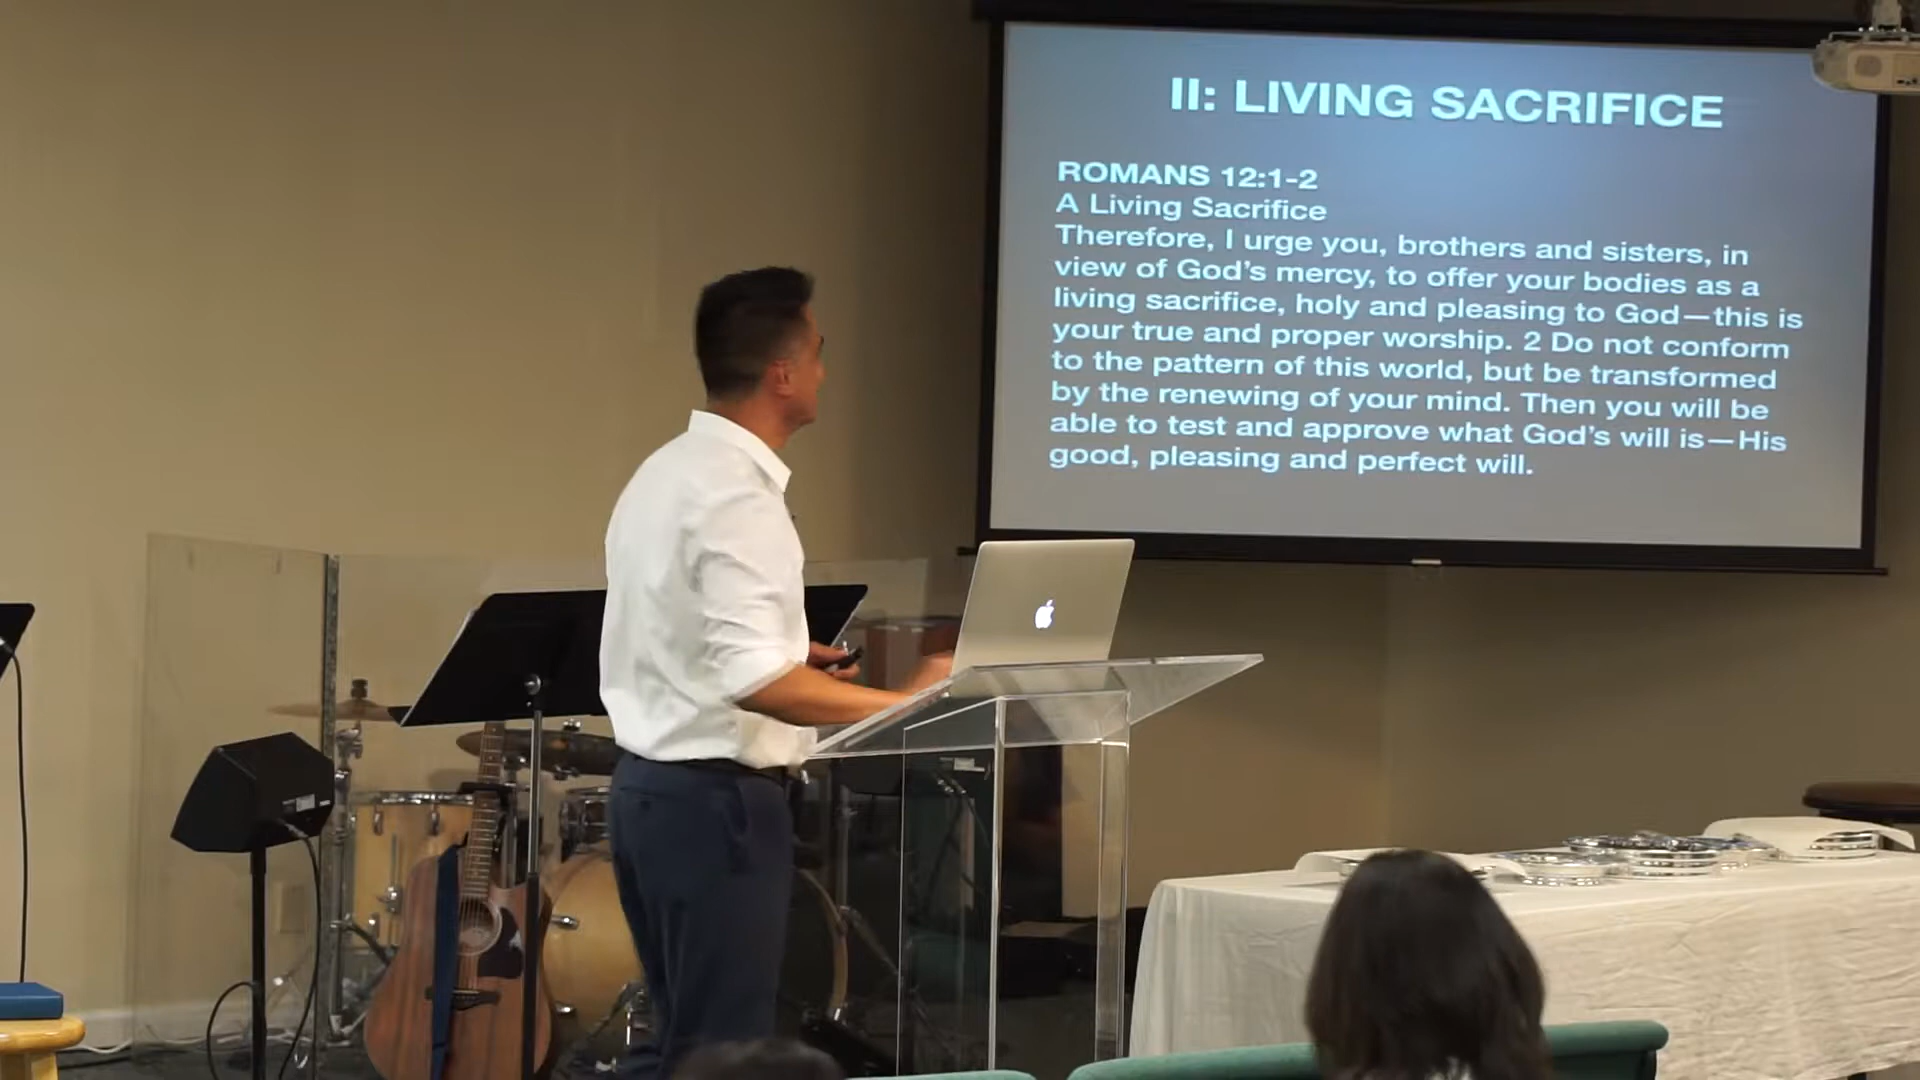 II: LIVING SACRIFICE
ROMANS 12:1-2
A Living Sacrifice
Therefore, I urge you, brothers and sisters, in
view of God's mercy, to offer your bodies as a
living sacrifice, holy and pleasing to God—this is
your true and proper worship. 2 Do not conform
to the pattern of this world, but be transformed
by the renewing of your mind. Then you will be
able to test and approve what God's will is—His
good, pleasing and perfect will.